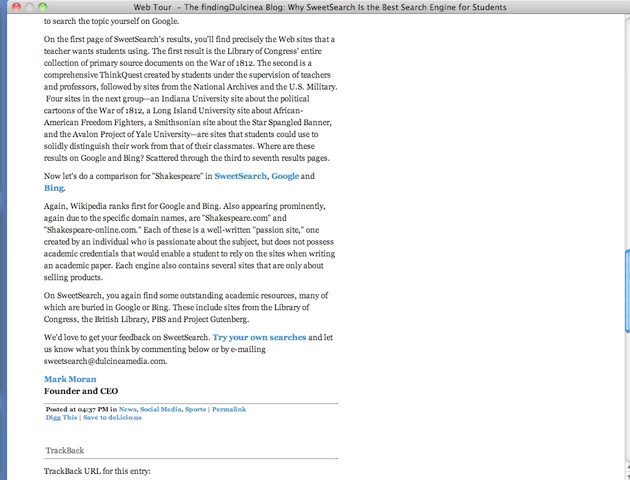 Web Tour - The findingDulcinea Blog: Why SweetSearch Is the Best Search Engine for Students
to search the topic yourself on Google.
On the first page of SweetSearch's results, you'll find precisely the Web sites that a
teacher wants students using. The first result is the Library of Congress' entire
collection of primary source documents on the War of 1812. The second is a
comprehensive ThinkQuest created by students under the supervision of teachers
and professors, followed by sites from the National Archives and the U.S. Military.
Four sites in the next group—an Indiana University site about the political
cartoons of the War of 1812, a Long Island University site about African-
American Freedom Fighters, a Smithsonian site about the Star Spangled Banner,
and the Avalon Project of Yale University—are sites that students could use to
solidly distinguish their work from that of their classmates. Where are these
results on Google and Bing? Scattered through the third to seventh results pages.
Now let's do a comparison for "Shakespeare" in SweetSearch, Google and
Bing.
Again, Wikipedia ranks first for Google and Bing. Also appearing prominently,
again due to the specific domain names, are "Shakespeare.com" and
"Shakespeare-online.com." Each of these is a well-written "passion site," one
created by an individual who is passionate about the subject, but does not possess
academic credentials that would enable a student to rely on the sites when writing
an academic paper. Each engine also contains several sites that are only about
selling products.
On SweetSearch, you again find some outstanding academic resources, many of
which are buried in Google or Bing. These include sites from the Library of
Congress, the British Library, PBS and Project Gutenberg.
We'd love to get your feedback on SweetSearch. Try your own searches and let
us know what you think by commenting below or by e-mailing
sweetsearch@dulcineamedia.com.
Mark Moran
Founder and CEO
Posted at 04:37 PM in News, Social Media, Sports | Permalink
Digg This | Save to del.icio.us
TrackBack
TrackBack URL for this entry: